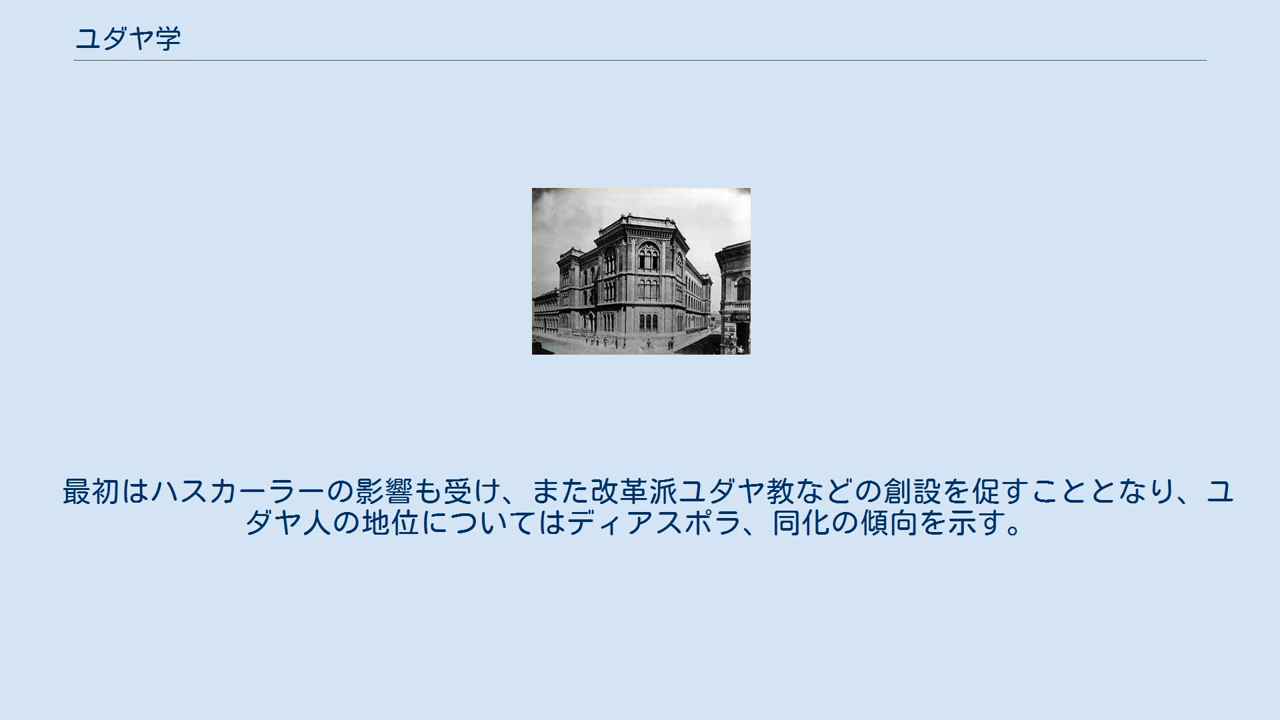 ユダヤ学
最初はハスカーラーの影響も受け、また改革派ユダヤ教などの創設を促すこととなり、ユ
ダヤ人の地位についてはディアスポラ、同化の傾向を示す。